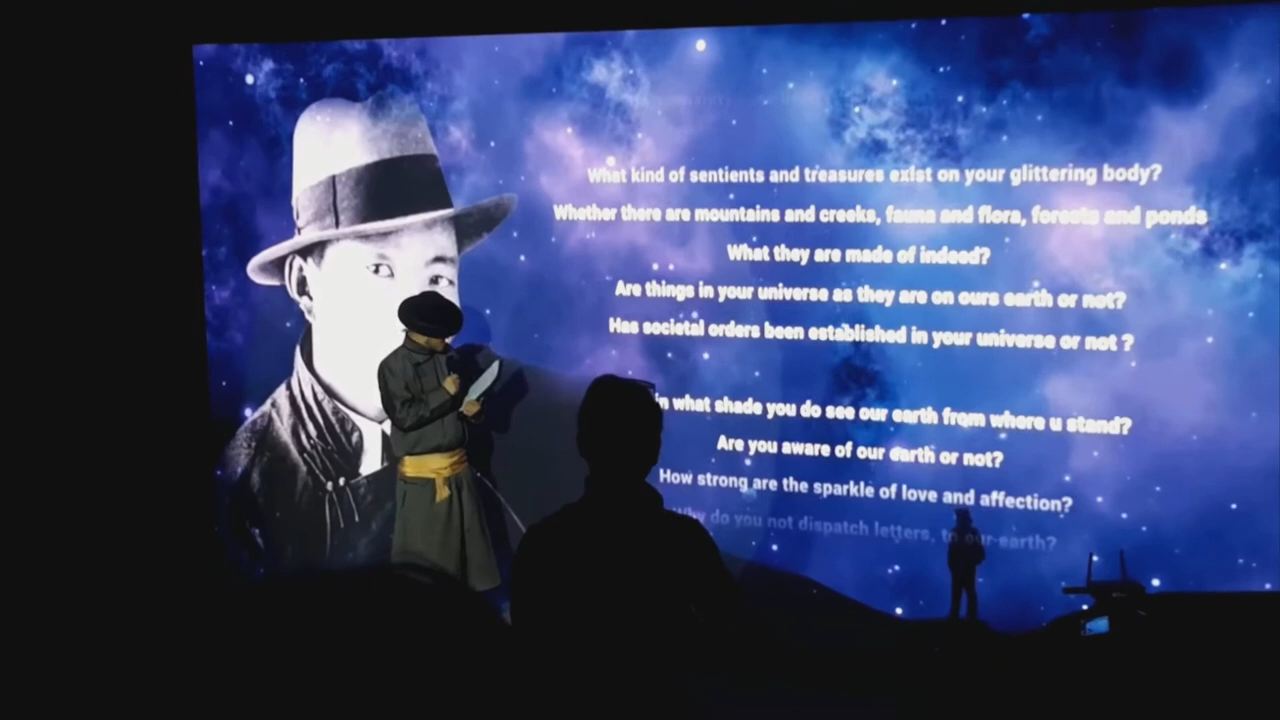 What kind of sentients and treasures exist on your glittering body?
Whether there are mountains and creeks, fauna and flora, forests and ponds
What they are made of indeed?
Are things in your universe as they are on ours earth or not?
Has societal orders been established in your universe or not ?
in what shade you do see our earth from where u stand?
Are you aware of our earth or not?
How strong are the sparkle of love and affection?
Why do you not dispatch letters, to our earth?